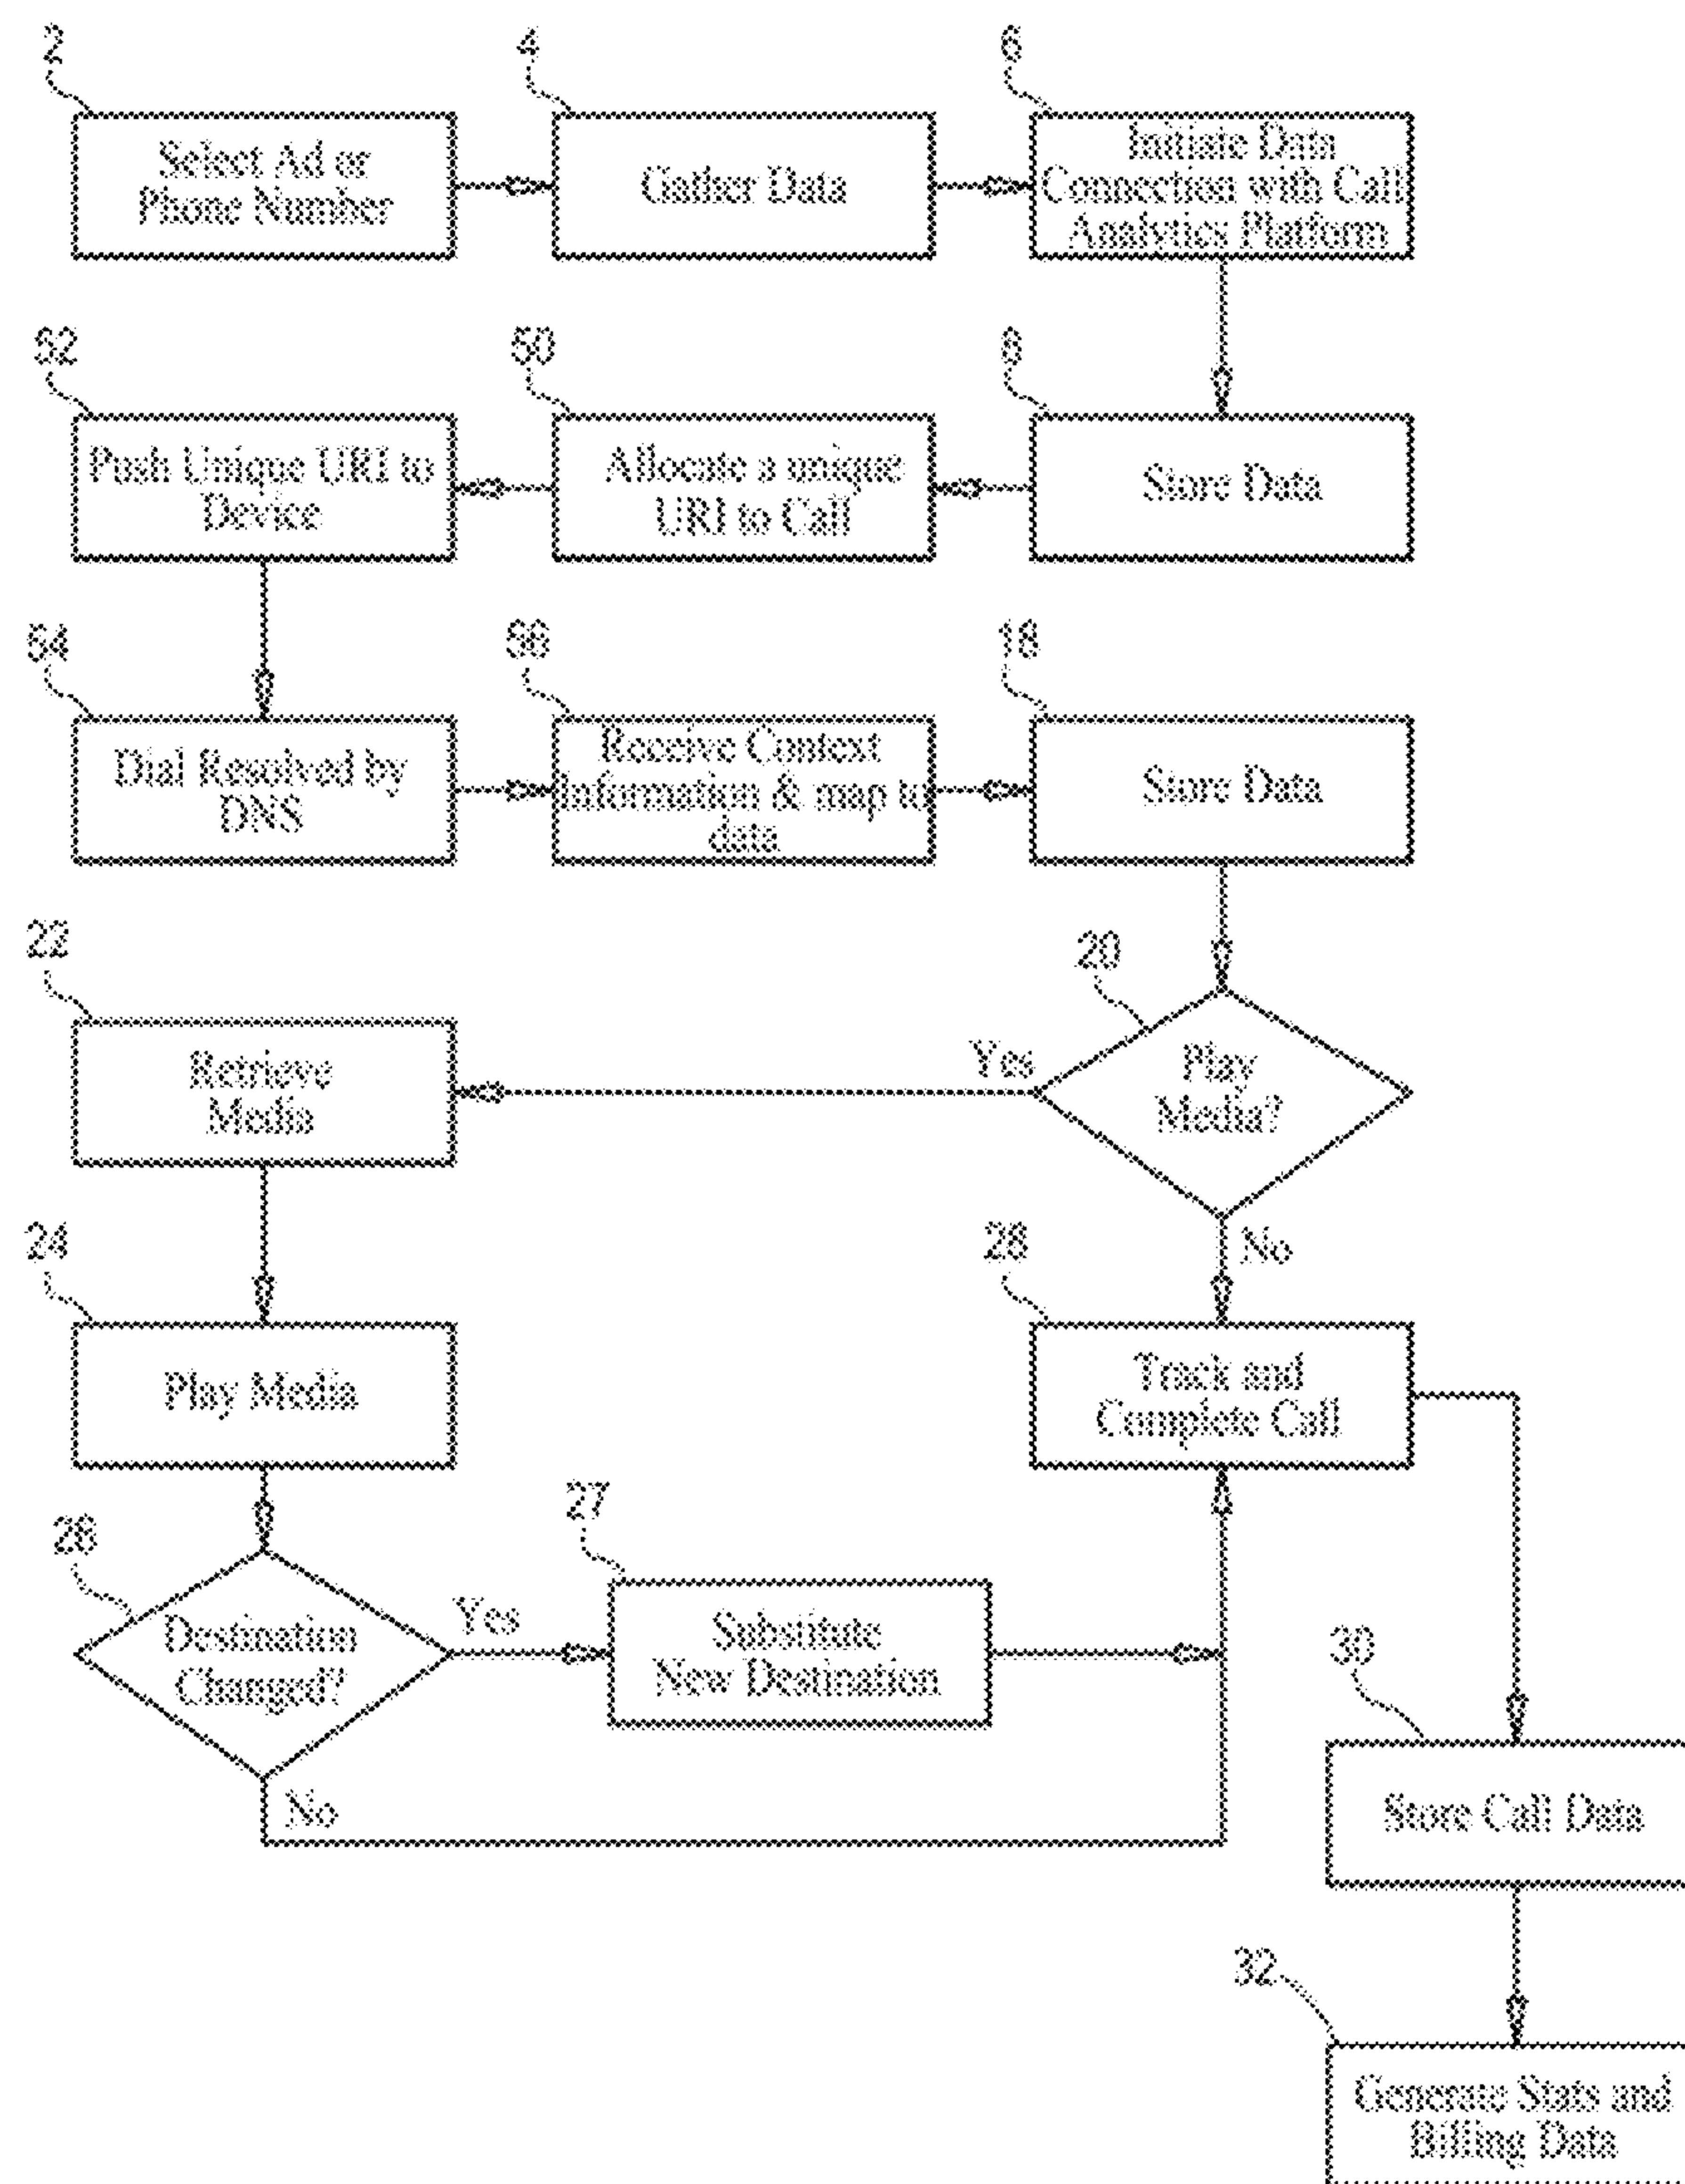 2
4
6
Select Ad or
Phone Number
Gather Data
Initiate Data
Connection with Call
Analytics Platform
52
50
8
Push Unique URI to
Device
Allocate a unique
URI to Call
Store Data
54
56
18
Dial Resolved by
DNS
Receive Context
Information & map to
data
Store Data
22
20
Retrieve
Media
Yes
Play
Media?
24
28
No
Play Media
Track and
Complete Call
26
27
Destination
Changed?
Yes
Substitute
New Destination
30
No
Store Call Data
32
Generate Stats and
Billing Data